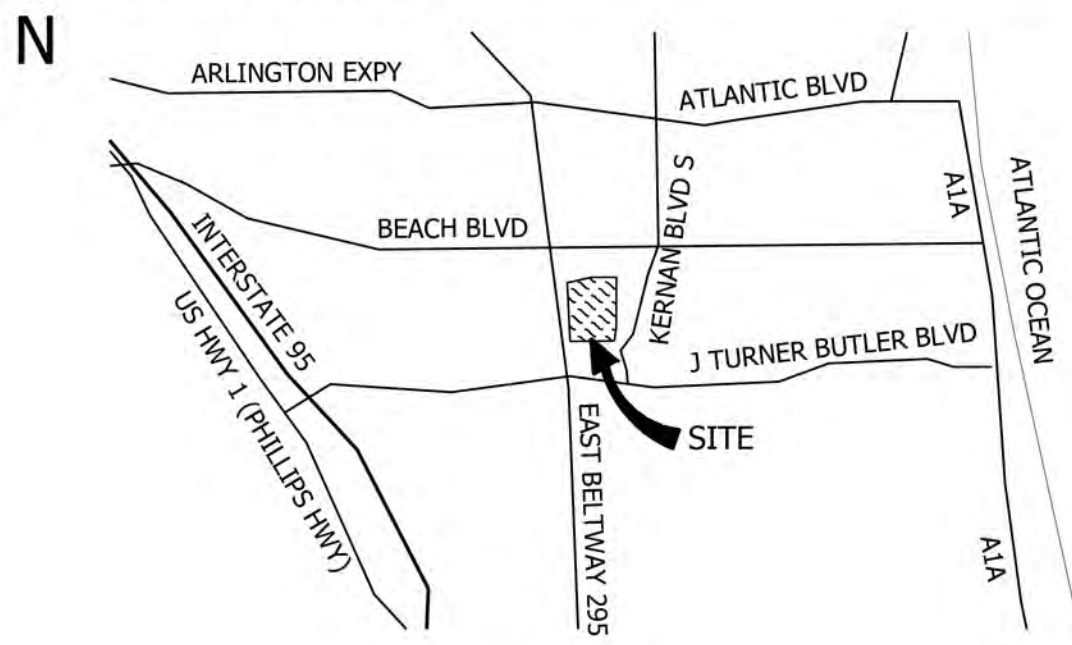 N
ARLINGTON EXPY
ATLANTIC BLVD
A1A
ATLANTIC OCEAN
BEACH BLVD
KERNAN BLVD S
INTERSTATE 95
US HWY 1 (PHILLIPS HWY)
J TURNER BUTLER BLVD
SITE
EAST BELTWAY 295
A1A